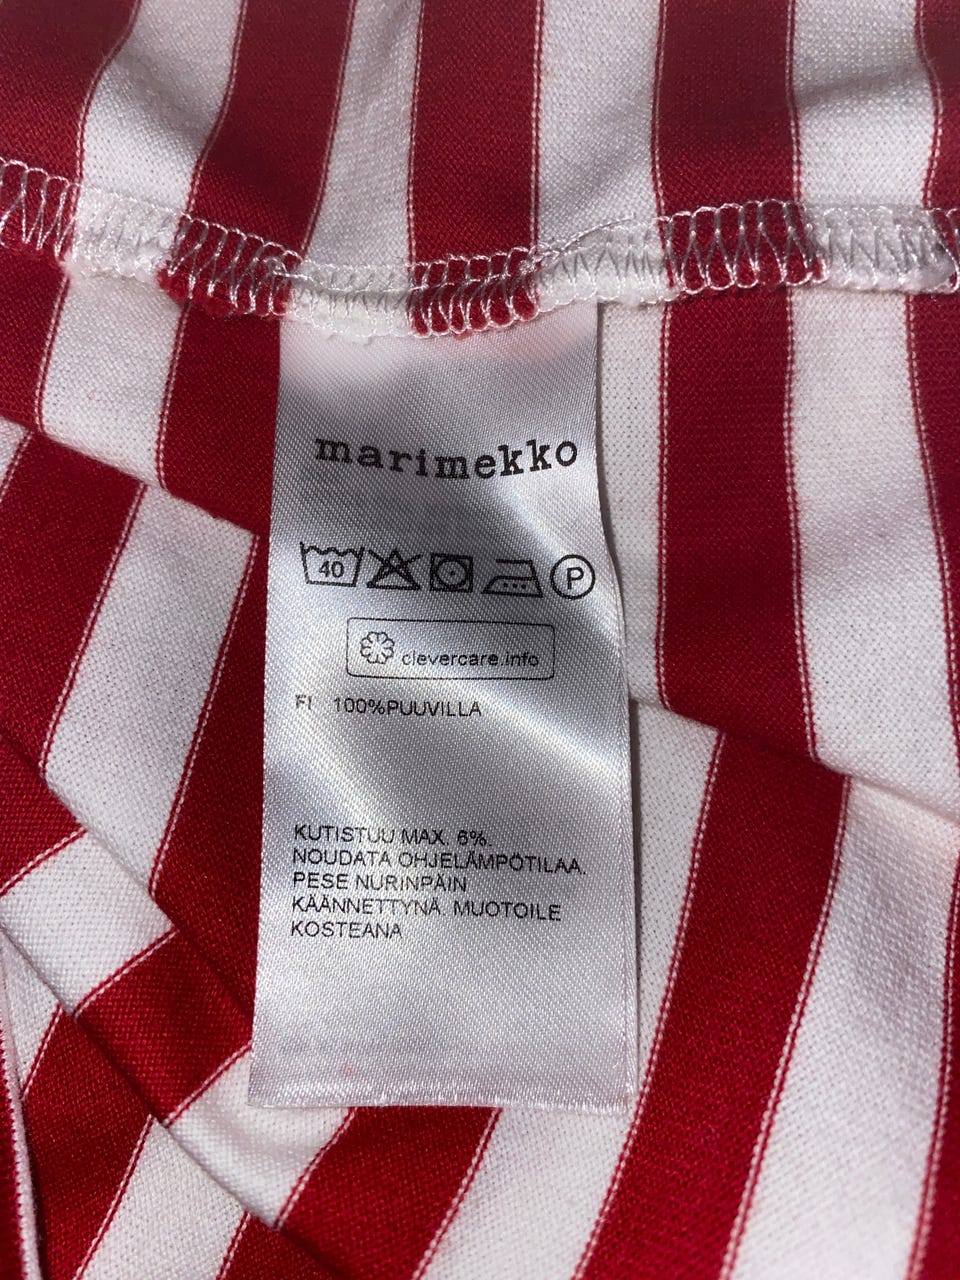 marimekko
40 P
clevercare.info
FI 100%PUUVILLA
KUTISTUU MAX. 6%.
NOUDATA OHJELÄMPÖTILAA.
PESE NURINPÄIN
KÄÄNNETTYNÄ. MUOTOILE
KOSTEANA